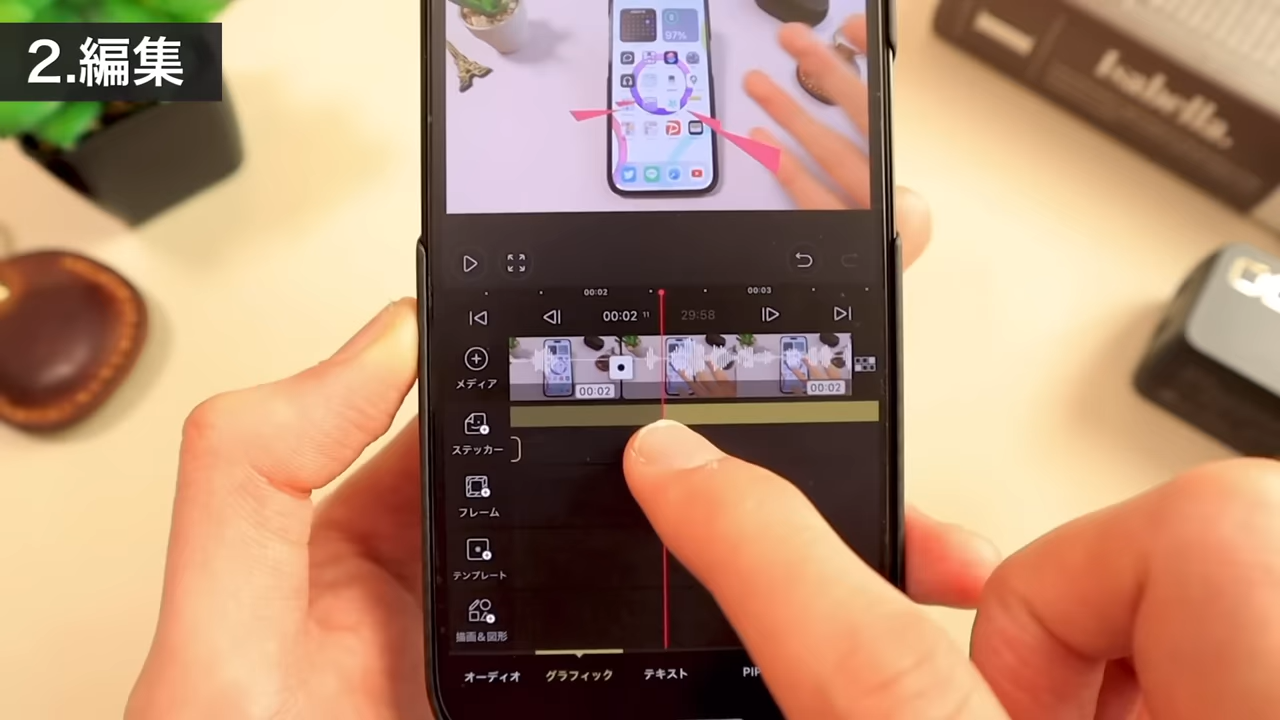 2.編集
97%
00:02
00:03
00:02 11
29:58
メディア
00:02
00:02
ステッカー
フレーム
テンプレート
描画&図形
オーディオ
グラフィック
テキスト
PIP